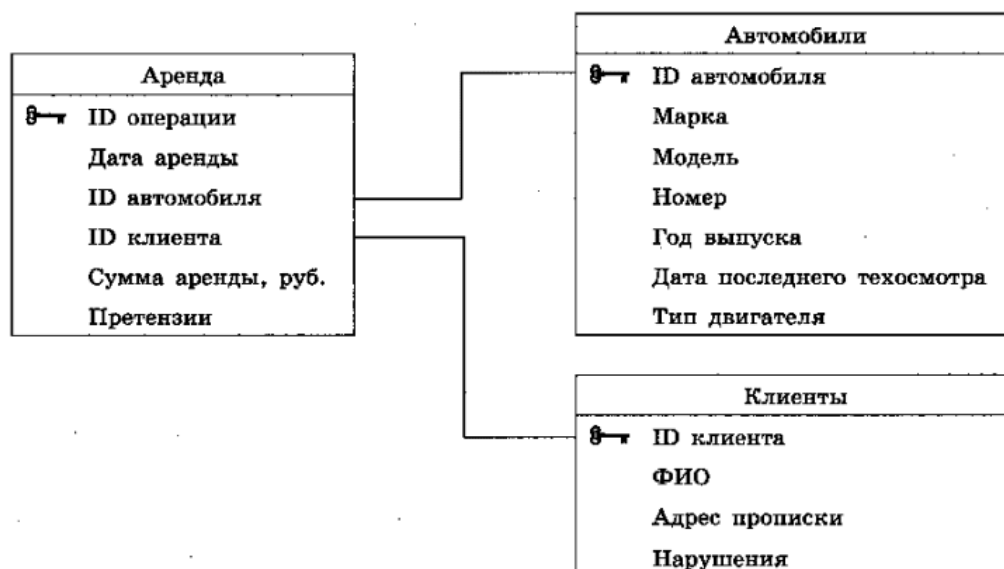 Аренда
ID операции
Дата аренды
ID автомобиля
ID клиента
Сумма аренды, руб.
Претензии
Автомобили
ID автомобиля
Марка
Модель
Номер
Год выпуска
Дата последнего техосмотра
Тип двигателя
Клиенты
ID клиента
ФИО
Адрес прописки
Нарушения